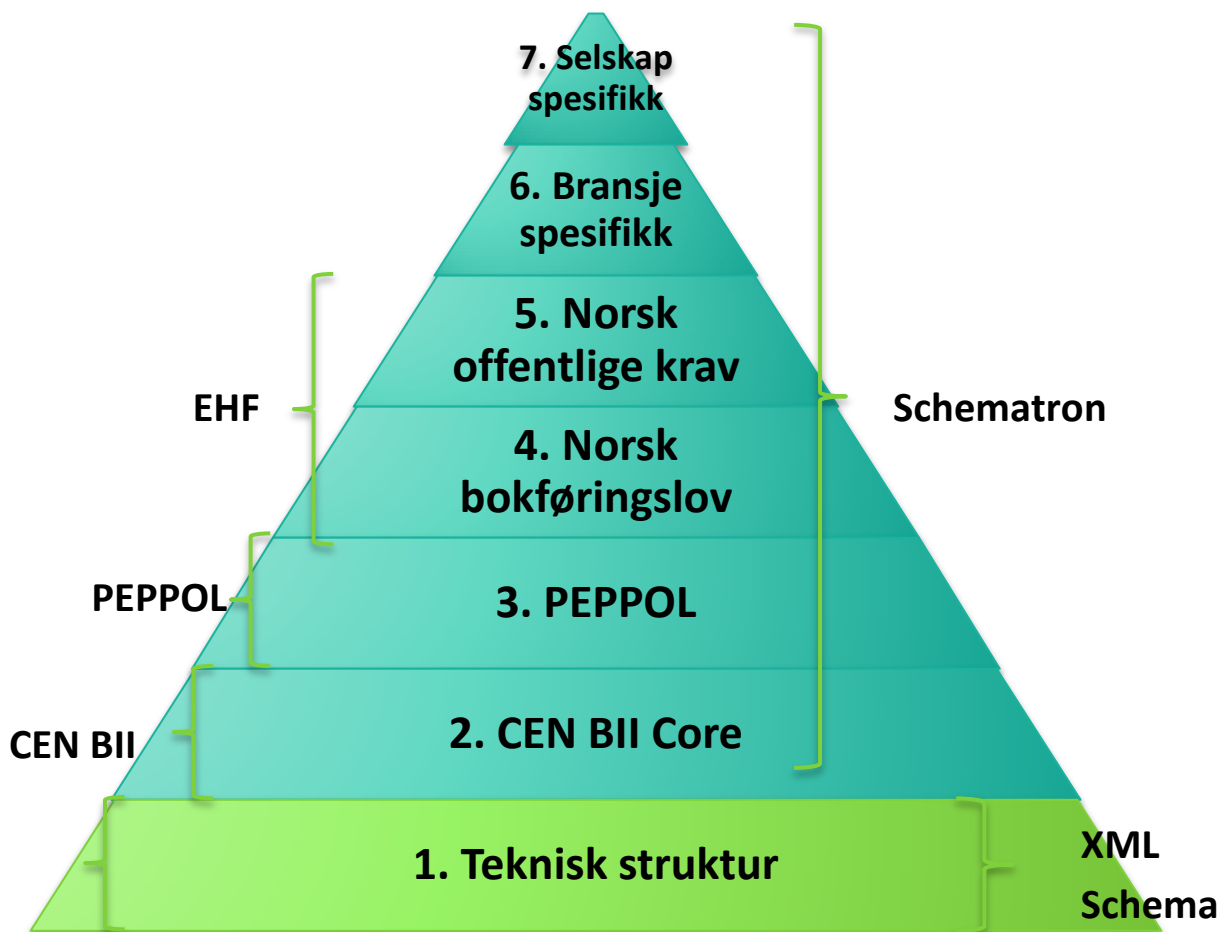 7. Selskap
spesifikk
6. Bransje
spesifikk
5. Norsk
offentlige krav
EHF
Schematron
4. Norsk
bokføringslov
PEPPOL
3. PEPPOL
CEN BII
2. CEN BII Core
1. Teknisk struktur
XML
Schema